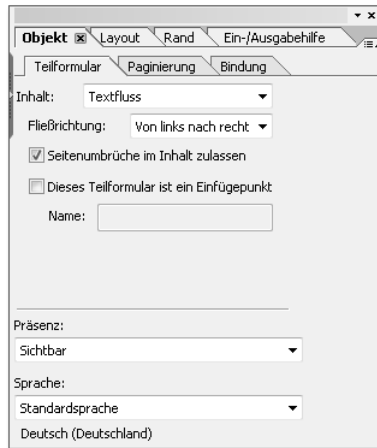 Objekt Layout Rand Ein-/Ausgabehilfe
Teilformular Paginierung Bindung
Inhalt: Textfluss
Fließrichtung: Von links nach recht
Seitenumbrüche im Inhalt zulassen
Dieses Teilformular ist ein Einfügepunkt
Name:
Präsenz:
Sichtbar
Sprache:
Standardsprache
Deutsch (Deutschland)